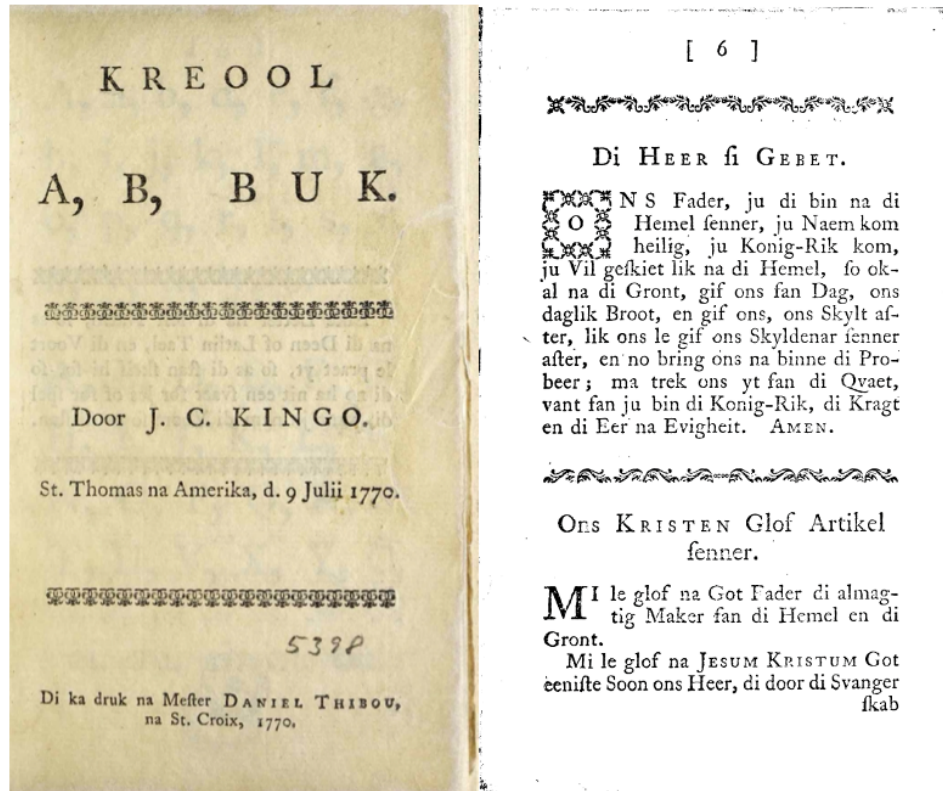 KREOOL
A, B, BUK.
Door J. C. KINGO.
St. Thomas na Amerika, d. 9 Julii 1770.
5398
Di ka druk na Meſter DANIEL THIBOU,
na St. Croix, 1770.
[ 6 ]
Di HEER ſi GEBET.
ONS Fader, ju di bin na di
Hemel ſenner, ju Naem kom
heilig, ju Konig-Rik kom,
ju Vil geſkiet lik na di Hemel, ſo ok-
al na di Gront, gif ons fan Dag, ons
daglik Broot, en gif ons, ons Skylt aſ-
ter, lik ons le gif ons Skyldenar ſenner
aſter, en no bring ons na binne di Pro-
beer; ma trek ons yt fan di Qvaet,
vant fan ju bin di Konig-Rik, di Kragt
en di Eer na Evigheit. AMEN.
Ons KRISTEN Glof Artikel
ſenner.
MI le glof na Got Fader di almag-
tig Maker fan di Hemel en di
Gront.
Mi le glof na JESUM KRISTUM Got
eeniſte Soon ons Heer, di door di Svanger
ſkab